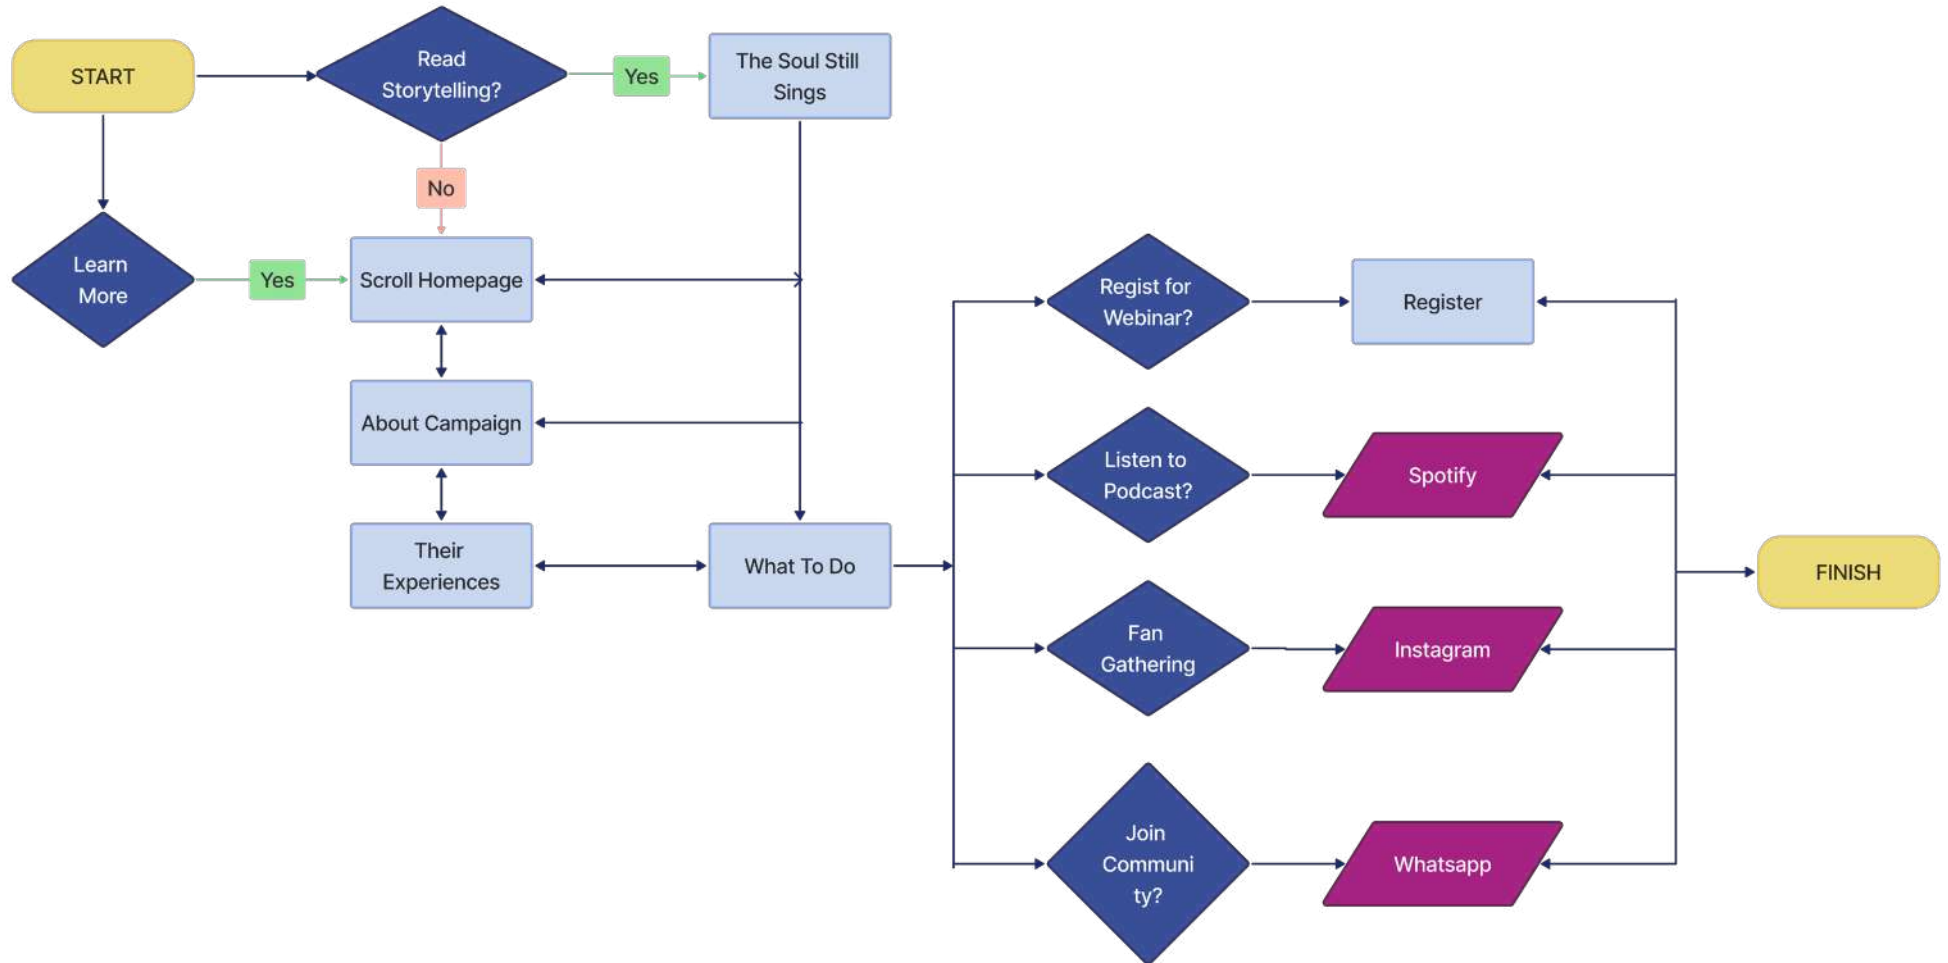 START
Read
Storytelling?
Yes
The Soul Still
Sings
No
Learn
More
Yes
Scroll Homepage
About Campaign
Their
Experiences
What To Do
Regist for
Webinar?
Register
Listen to
Podcast?
Spotify
Fan
Gathering
Instagram
Join
Communi
ty?
Whatsapp
FINISH